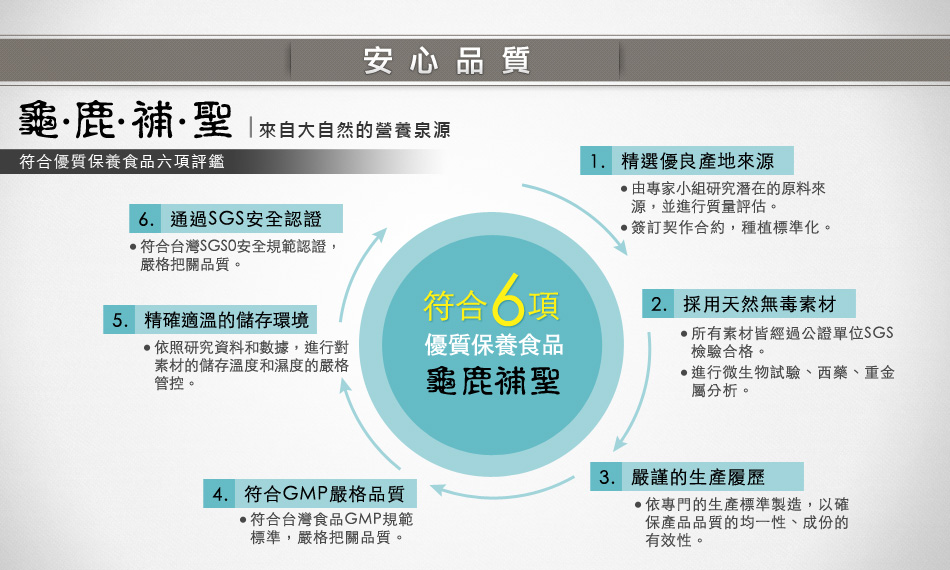 安心品質
龜·鹿·補·聖 | 來自大自然的營養泉源
符合優質保養食品六項評鑑
1. 精選優良產地來源
● 由專家小組研究潛在的原料來
源，並進行質量評估。
● 簽訂契作合約，種植標準化。
2. 採用天然無毒素材
● 所有素材皆經過公證單位SGS
檢驗合格。
● 進行微生物試驗、西藥、重金
屬分析。
3. 嚴謹的生產履歷
● 依專門的生產標準製造，以確
保產品品質的均一性、成份的
有效性。
4. 符合GMP嚴格品質
● 符合台灣食品GMP規範
標準，嚴格把關品質。
5. 精確適溫的儲存環境
● 依照研究資料和數據，進行對
素材的儲存溫度和濕度的嚴格
管控。
6. 通過SGS安全認證
● 符合台灣SGS0安全規範認證，
嚴格把關品質。
符合6項
優質保養食品
龜鹿補聖